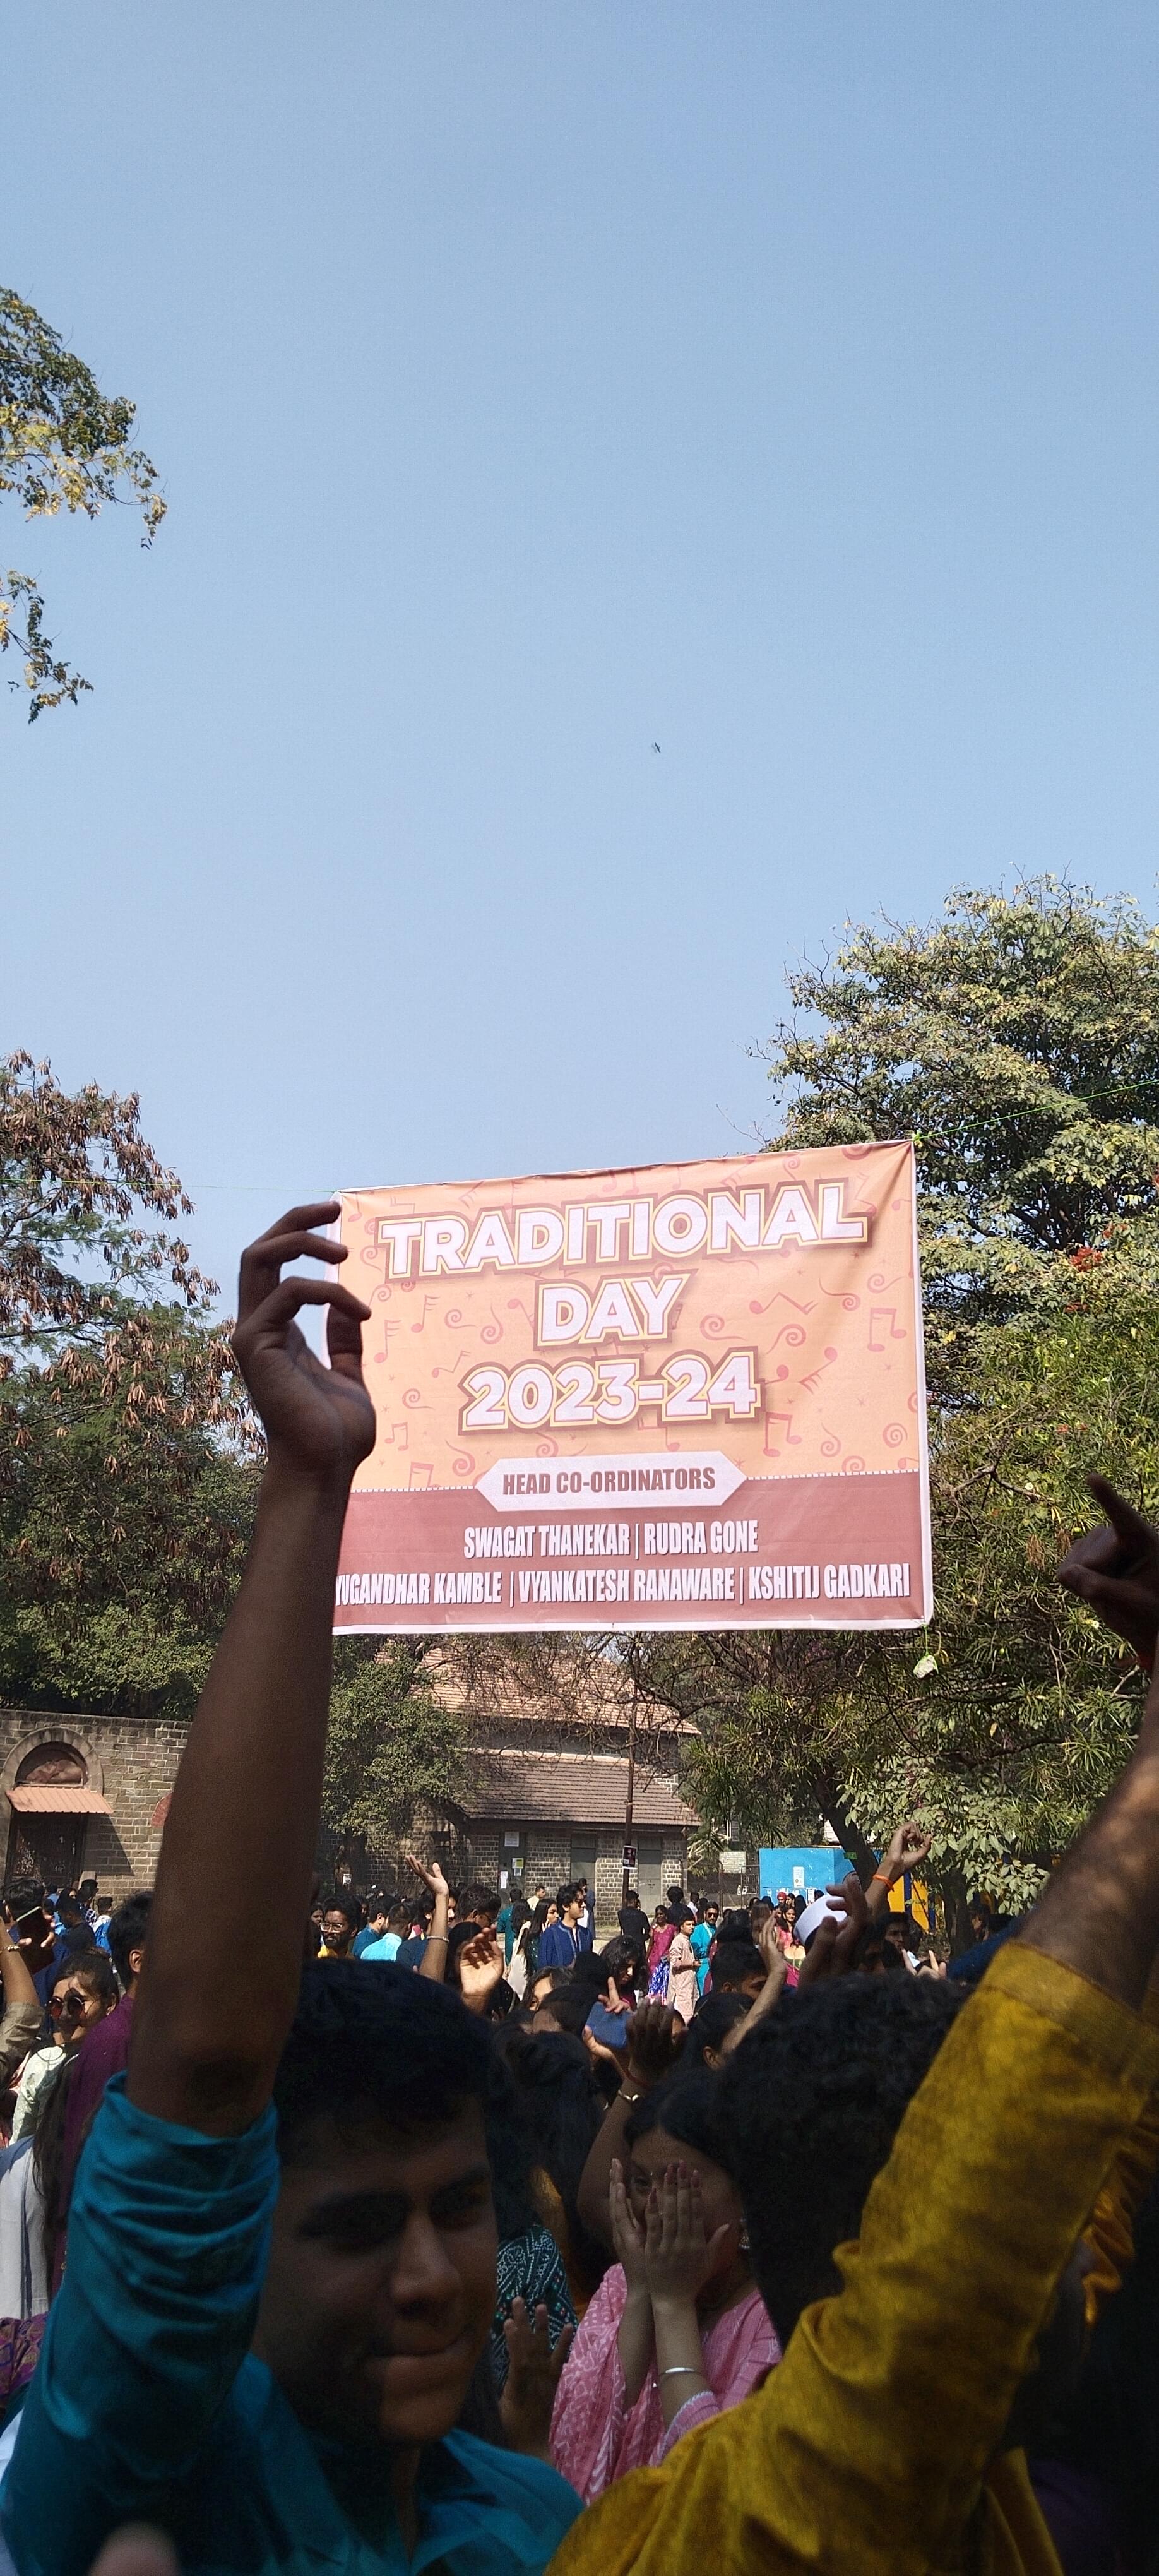 TRADITIONAL
DAY
2023-24
HEAD CO-ORDINATORS
SWAGAT THANEKAR | RUDRA GONE
YUGANDHAR KAMBLE | VYANKATESH RANAWARE | KSHITIJ GADKARI